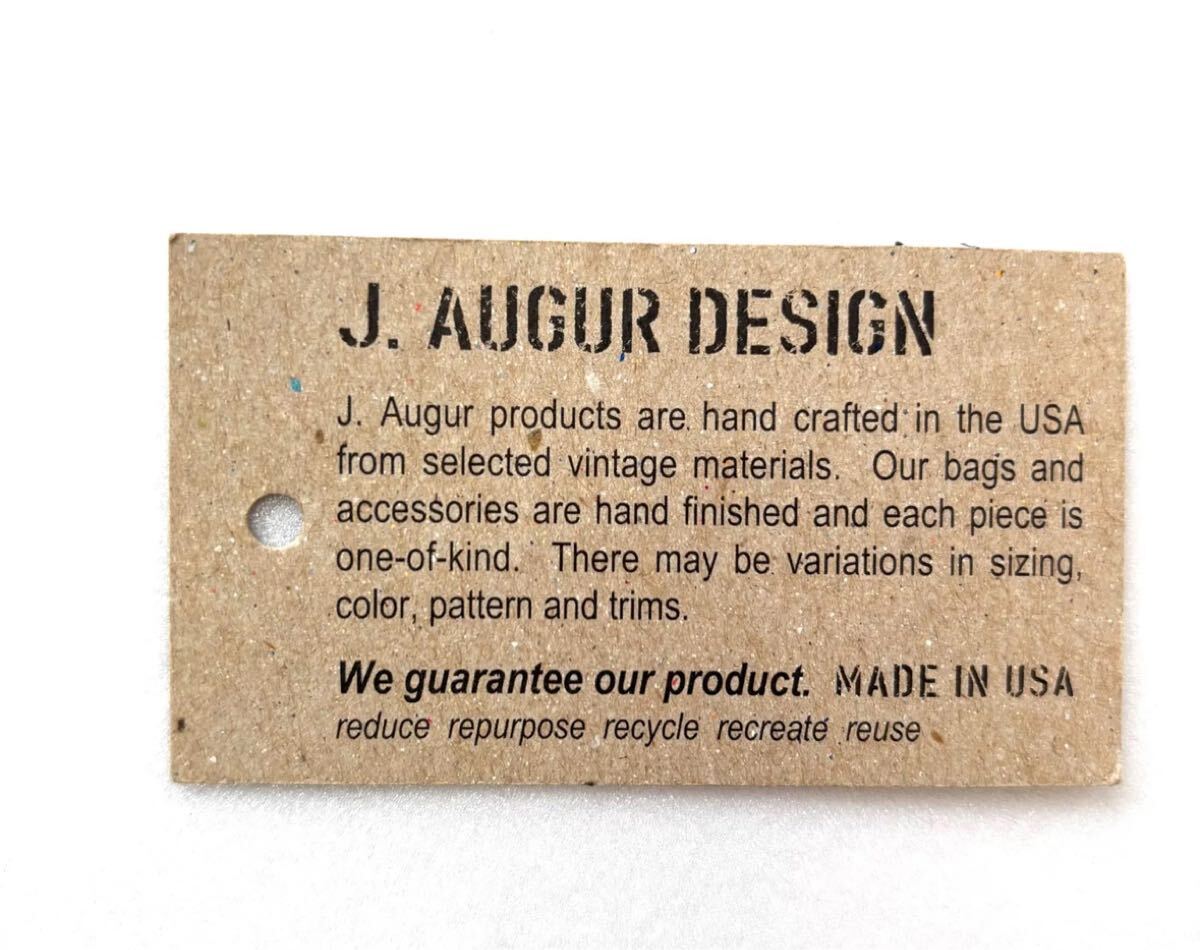 J. AUGUR DESIGN
J. Augur products are hand crafted in the USA
from selected vintage materials. Our bags and
accessories are hand finished and each piece is
one-of-kind. There may be variations in sizing,
color, pattern and trims.
We guarantee our product. MADE IN USA
reduce repurpose recycle recreate reuse